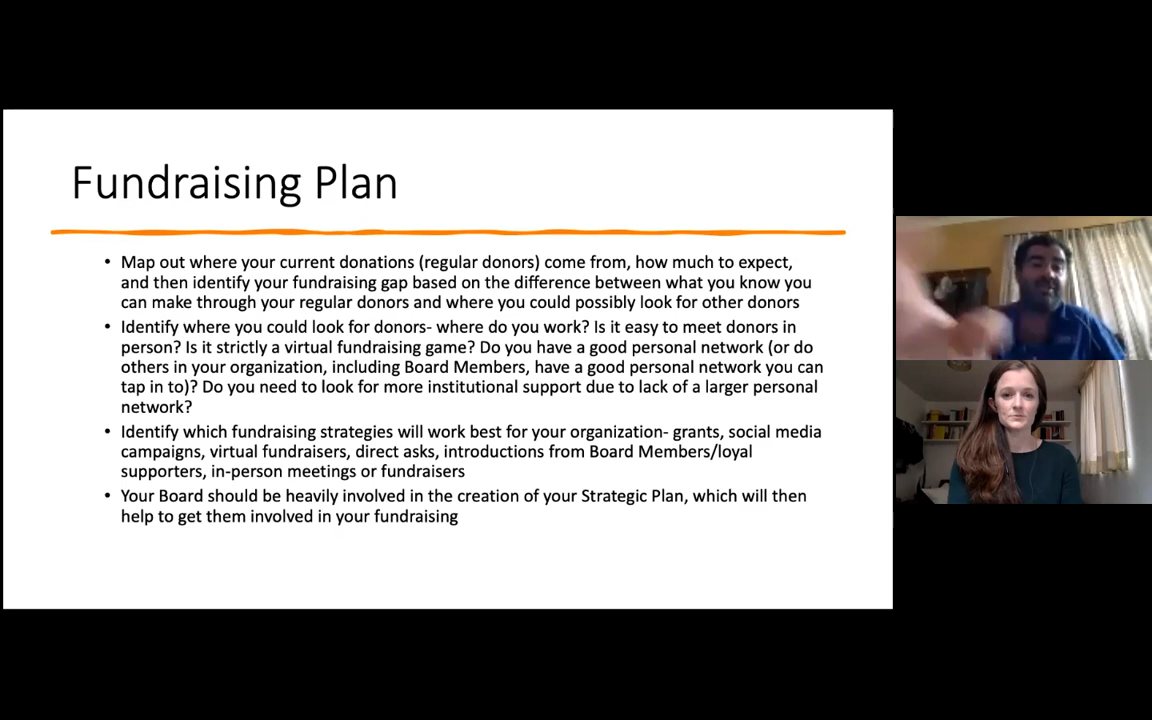 Fundraising Plan
• Map out where your current donations (regular donors) come from, how much to expect,
and then identify your fundraising gap based on the difference between what you know you
can make through your regular donors and where you could possibly look for other donors
• Identify where you could look for donors- where do you work? Is it easy to meet donors in
person? Is it strictly a virtual fundraising game? Do you have a good personal network (or do
others in your organization, including Board Members, have a good personal network you can
tap in to)? Do you need to look for more institutional support due to lack of a larger personal
network?
• Identify which fundraising strategies will work best for your organization- grants, social media
campaigns, virtual fundraisers, direct asks, introductions from Board Members/loyal
supporters, in-person meetings or fundraisers
• Your Board should be heavily involved in the creation of your Strategic Plan, which will then
help to get them involved in your fundraising